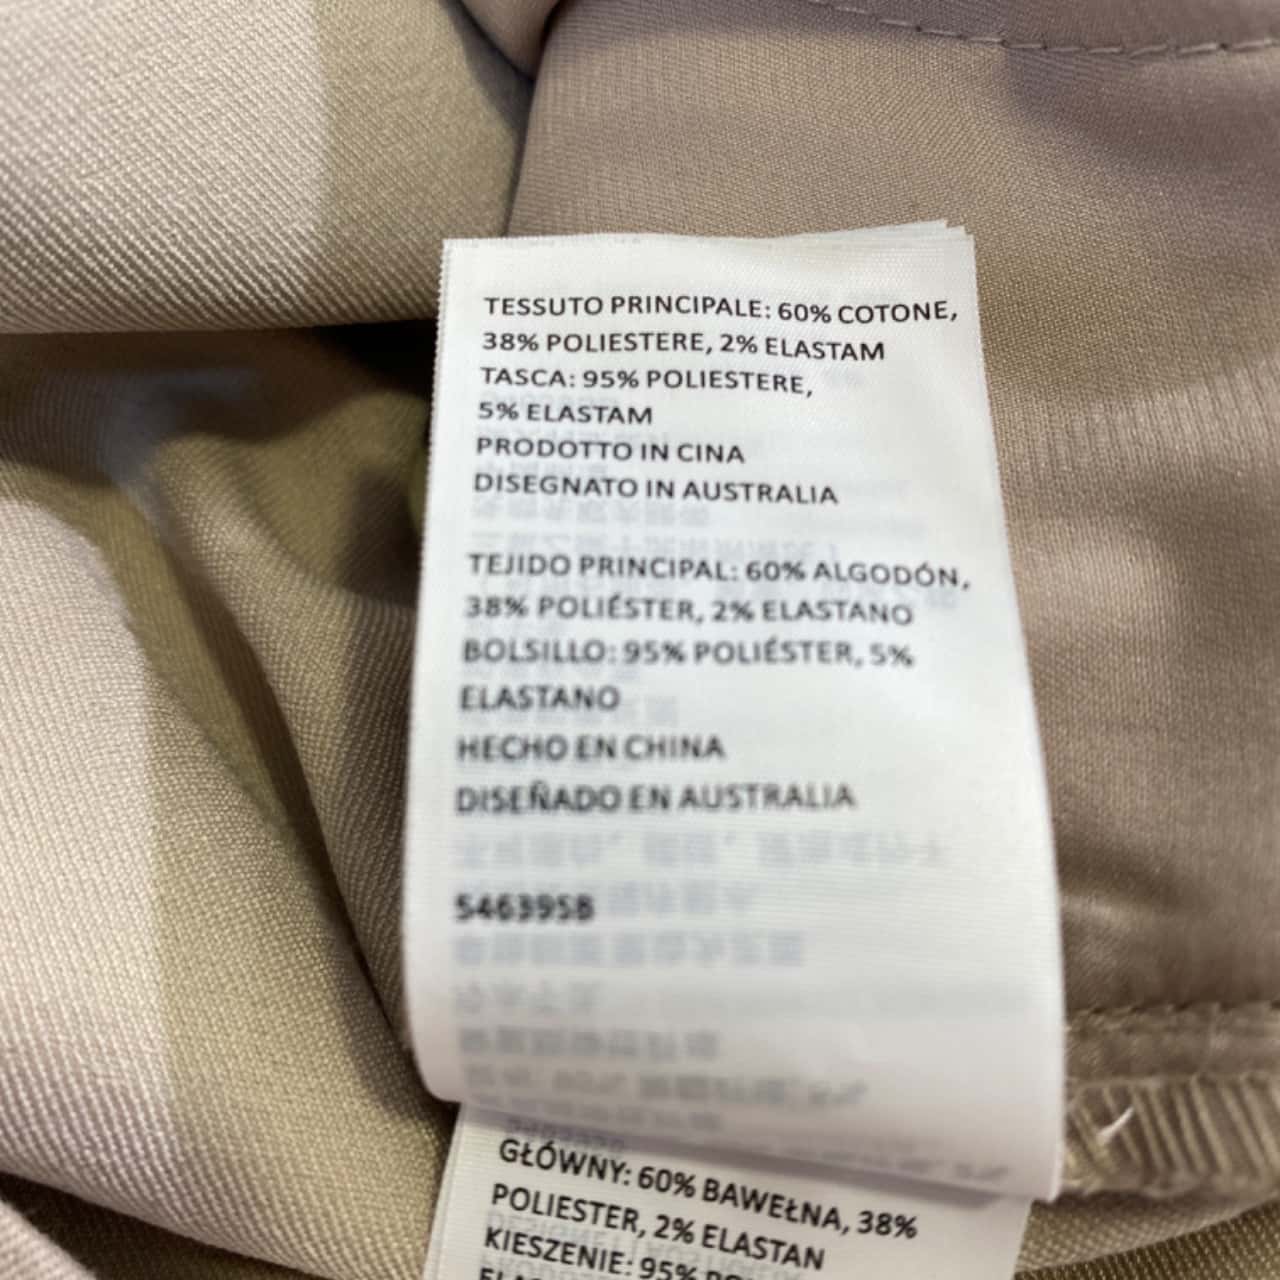 TESSUTO PRINCIPALE: 60% COTONE,
38% POLIESTERE, 2% ELASTAM
TASCA: 95% POLIESTERE,
5% ELASTAM
PRODOTTO IN CINA
DISEGNATO IN AUSTRALIA
TEJIDO PRINCIPAL: 60% ALGODÓN,
38% POLIÉSTER, 2% ELASTANO
BOLSILLO: 95% POLIÉSTER, 5%
ELASTANO
HECHO EN CHINA
DISEÑADO EN AUSTRALIA
GŁÓWNY: 60% BAWEŁNA, 38%
POLIESTER, 2% ELASTAN
KIESZENIE: 95%